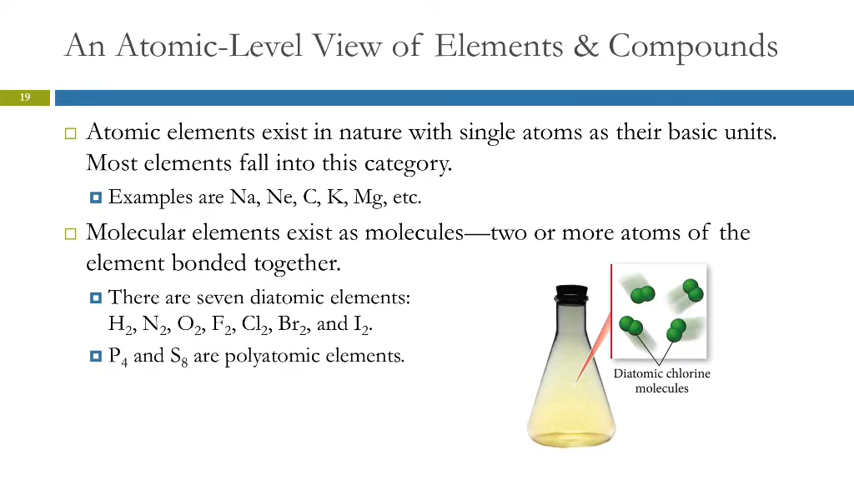 An Atomic-Level View of Elements & Compounds
19
Atomic elements exist in nature with single atoms as their basic units.
Most elements fall into this category.
Examples are Na, Ne, C, K, Mg, etc.
Molecular elements exist as molecules—two or more atoms of the
element bonded together.
There are seven diatomic elements:
H₂, N₂, O₂, F₂, Cl₂, Br₂, and I₂.
P₄ and S₈ are polyatomic elements.
Diatomic chlorine
molecules